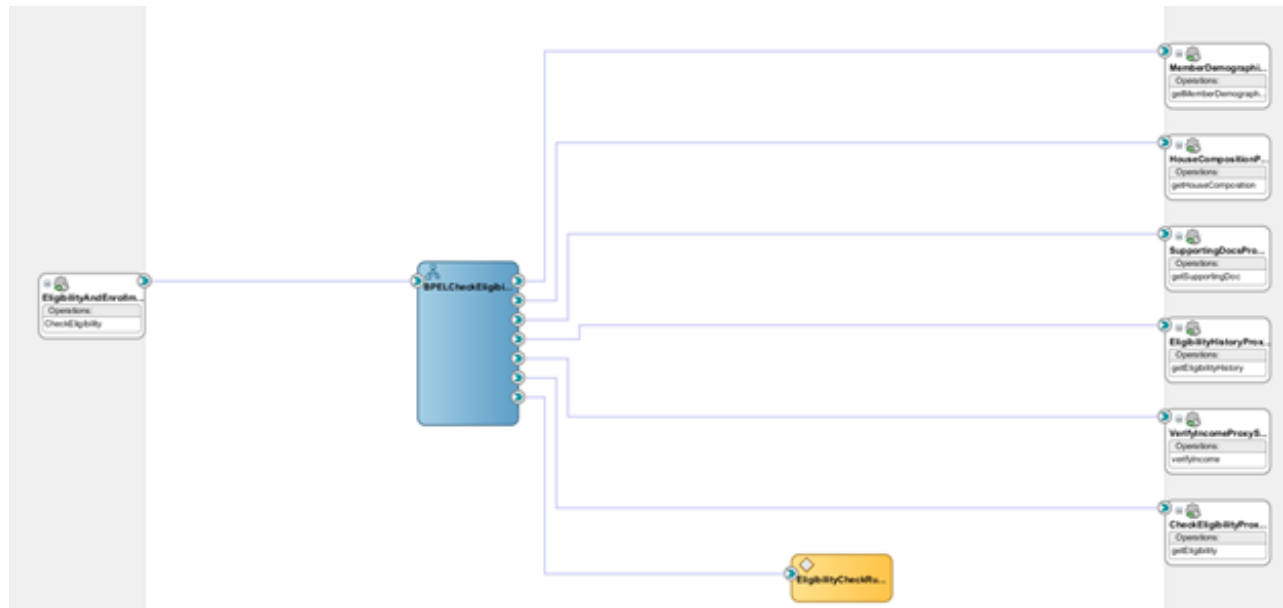 MemberDemographi...
Operations:
getMemberDemograph...
HouseCompositionP...
Operations:
getHouseComposition
SupportingDocsPro...
Operations:
getSupportingDoc
EligibilityAndEnrollm...
Operations:
CheckEligibility
BPELCheckEligibi...
EligibilityHistoryProx...
Operations:
getEligibilityHistory
VerifyIncomeProxyS...
Operations:
verifyIncome
CheckEligibilityProx...
Operations:
getEligibility
EligibilityCheckRu...